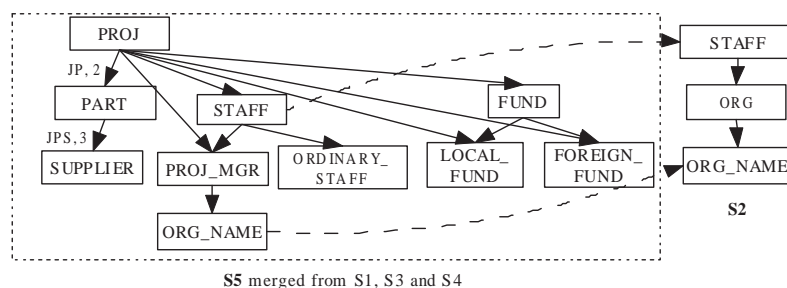 PROJ
STAFF
JP, 2
PART
STAFF
FUND
ORG
JPS, 3
SUPPLIER
PROJ_MGR
ORDINARY_
STAFF
LOCAL_
FUND
FOREIGN_
FUND
ORG_NAME
S2
ORG_NAME
S5 merged from S1, S3 and S4